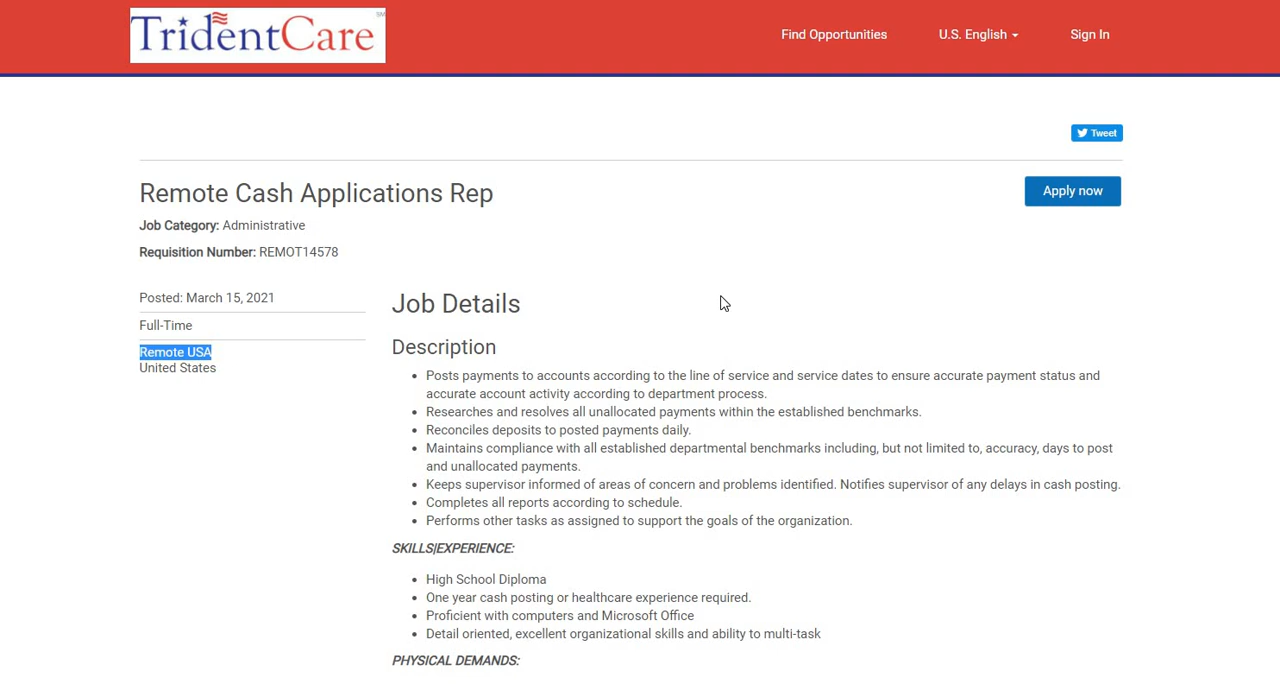 TridentCare SM
Find Opportunities
U.S. English
Sign In
Tweet
Remote Cash Applications Rep
Apply now
Job Category: Administrative
Requisition Number: REMOT14578
Posted: March 15, 2021
Full-Time
Remote USA
United States
Job Details
Description
Posts payments to accounts according to the line of service and service dates to ensure accurate payment status and
accurate account activity according to department process.
Researches and resolves all unallocated payments within the established benchmarks.
Reconciles deposits to posted payments daily.
Maintains compliance with all established departmental benchmarks including, but not limited to, accuracy, days to post
and unallocated payments.
Keeps supervisor informed of areas of concern and problems identified. Notifies supervisor of any delays in cash posting.
Completes all reports according to schedule.
Performs other tasks as assigned to support the goals of the organization.
SKILLS|EXPERIENCE:
High School Diploma
One year cash posting or healthcare experience required.
Proficient with computers and Microsoft Office
Detail oriented, excellent organizational skills and ability to multi-task
PHYSICAL DEMANDS: